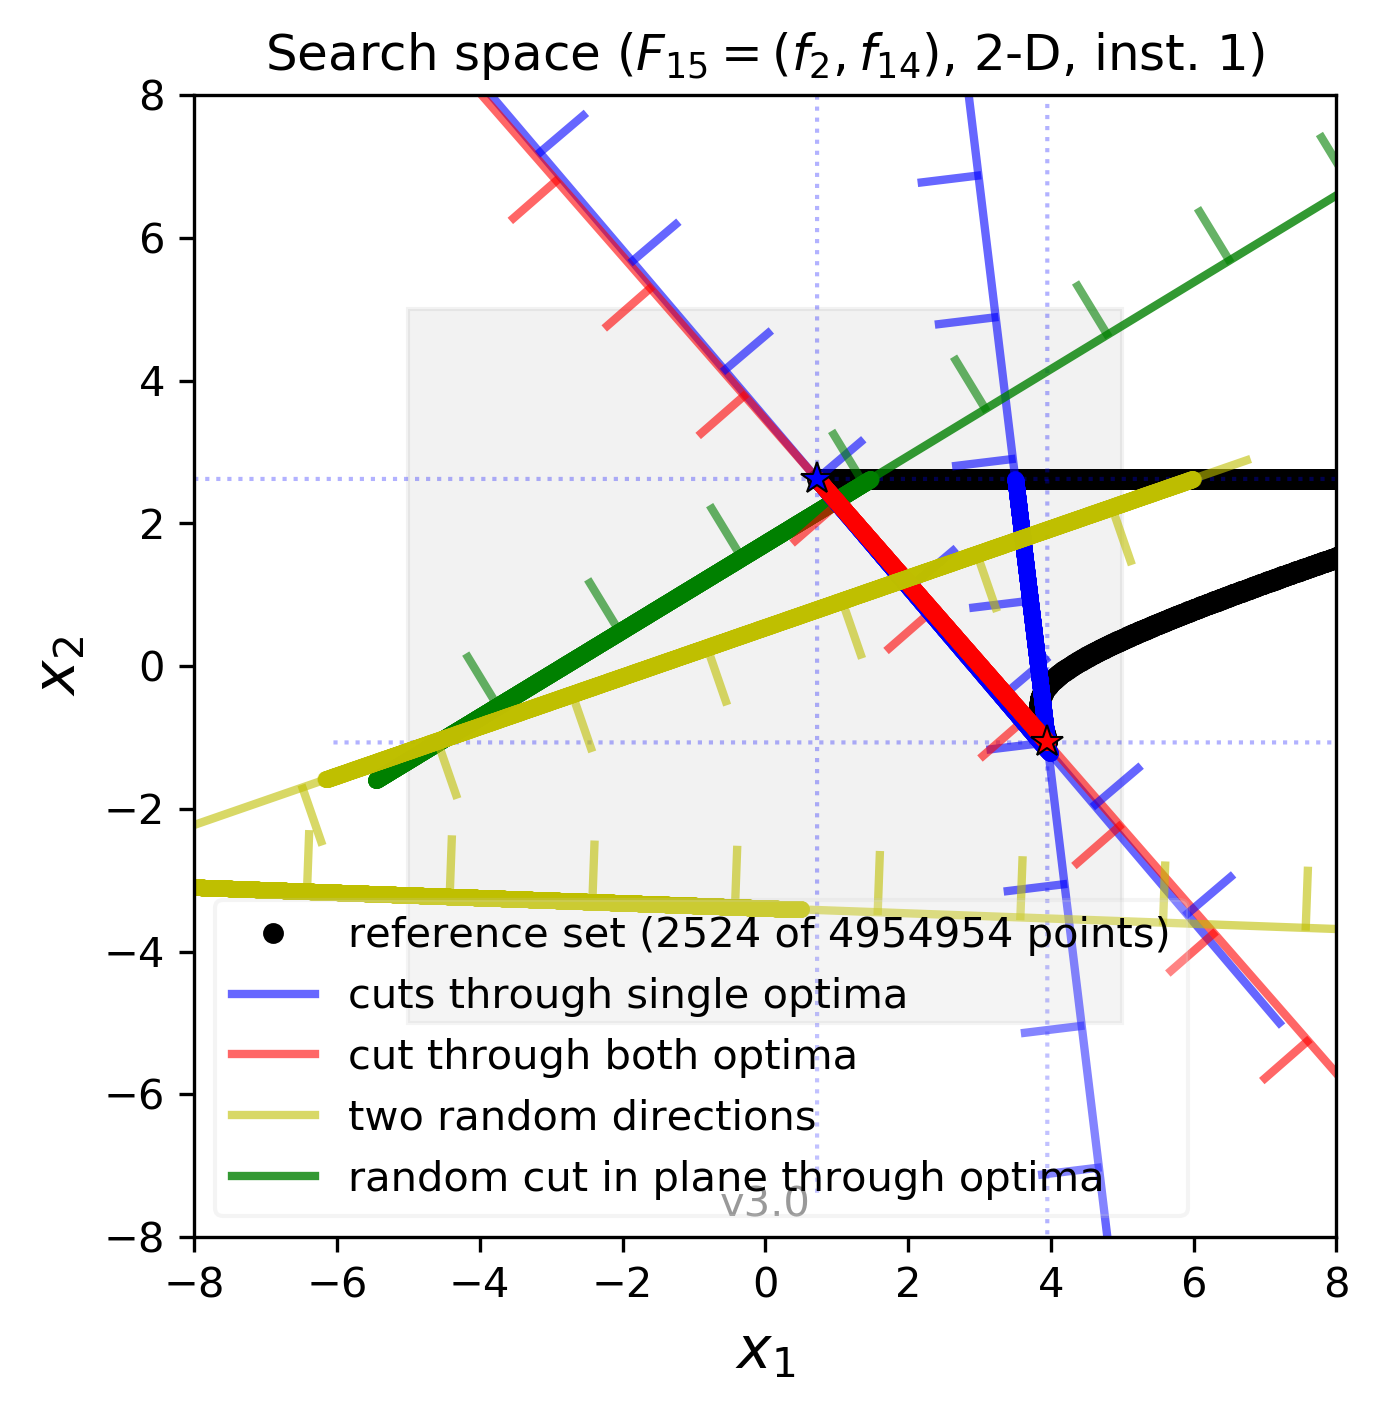 Search space (F15 = (f2, f14), 2-D, inst. 1)
8
6
4
2
0
−2
−4
−6
−8
x2
reference set (2524 of 4954954 points)
cuts through single optima
cut through both optima
two random directions
random cut in plane through optima
v3.0
−8 −6 −4 −2 0 2 4 6 8
x1